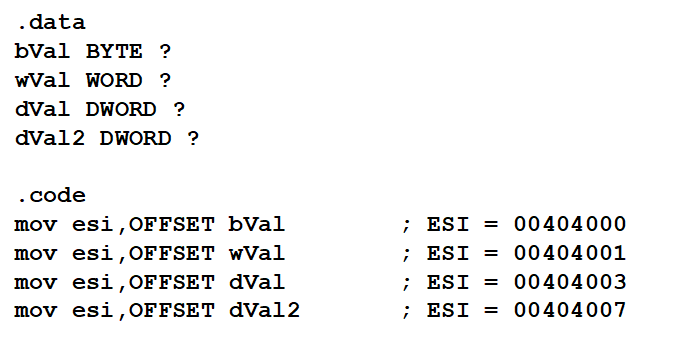 .data
bVal BYTE ?
wVal WORD ?
dVal DWORD ?
dVal2 DWORD ?
.code
mov esi,OFFSET bVal ; ESI = 00404000
mov esi,OFFSET wVal ; ESI = 00404001
mov esi,OFFSET dVal ; ESI = 00404003
mov esi,OFFSET dVal2 ; ESI = 00404007